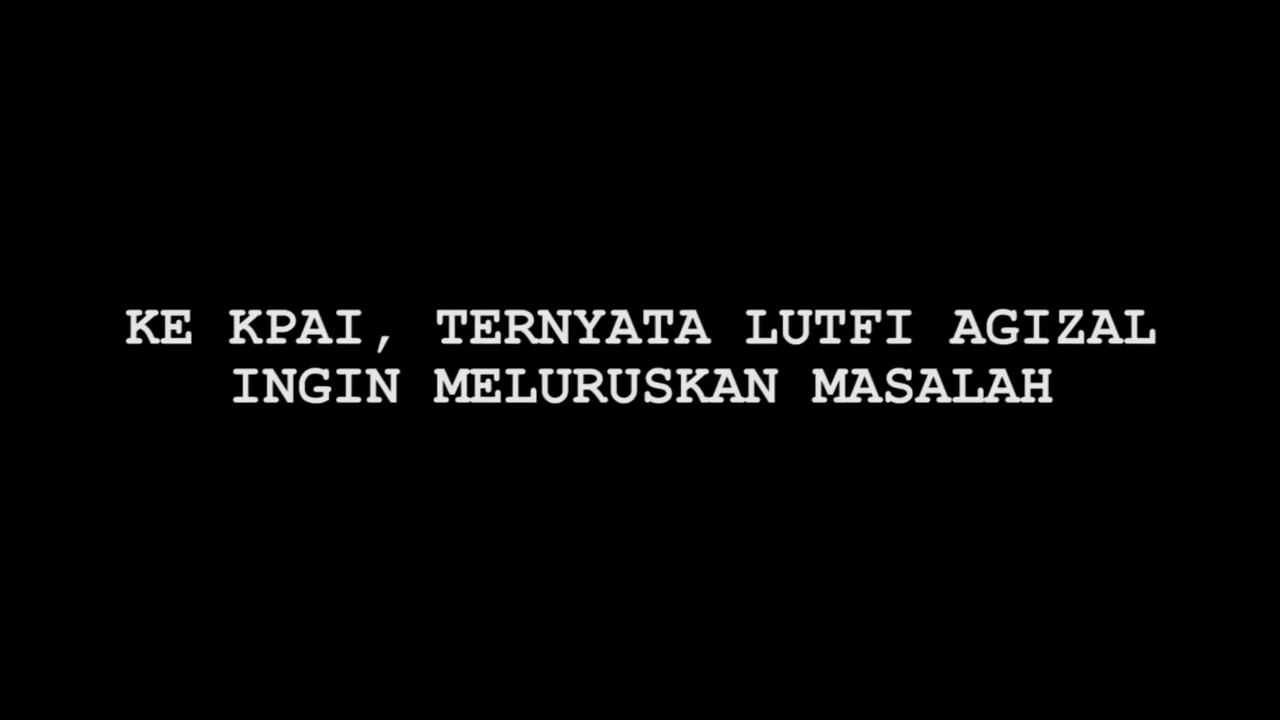 KE KPAI, TERNYATA LUTFI AGIZAL
INGIN MELURUSKAN MASALAH